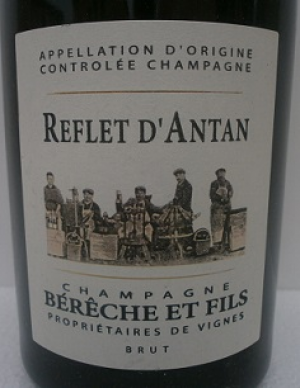 APPELLATION D'ORIGINE
CONTROLÉE CHAMPAGNE
REFLET D'ANTAN
CHAMPAGNE
BÉRÊCHE ET FILS
PROPRIÉTAIRES DE VIGNES
BRUT